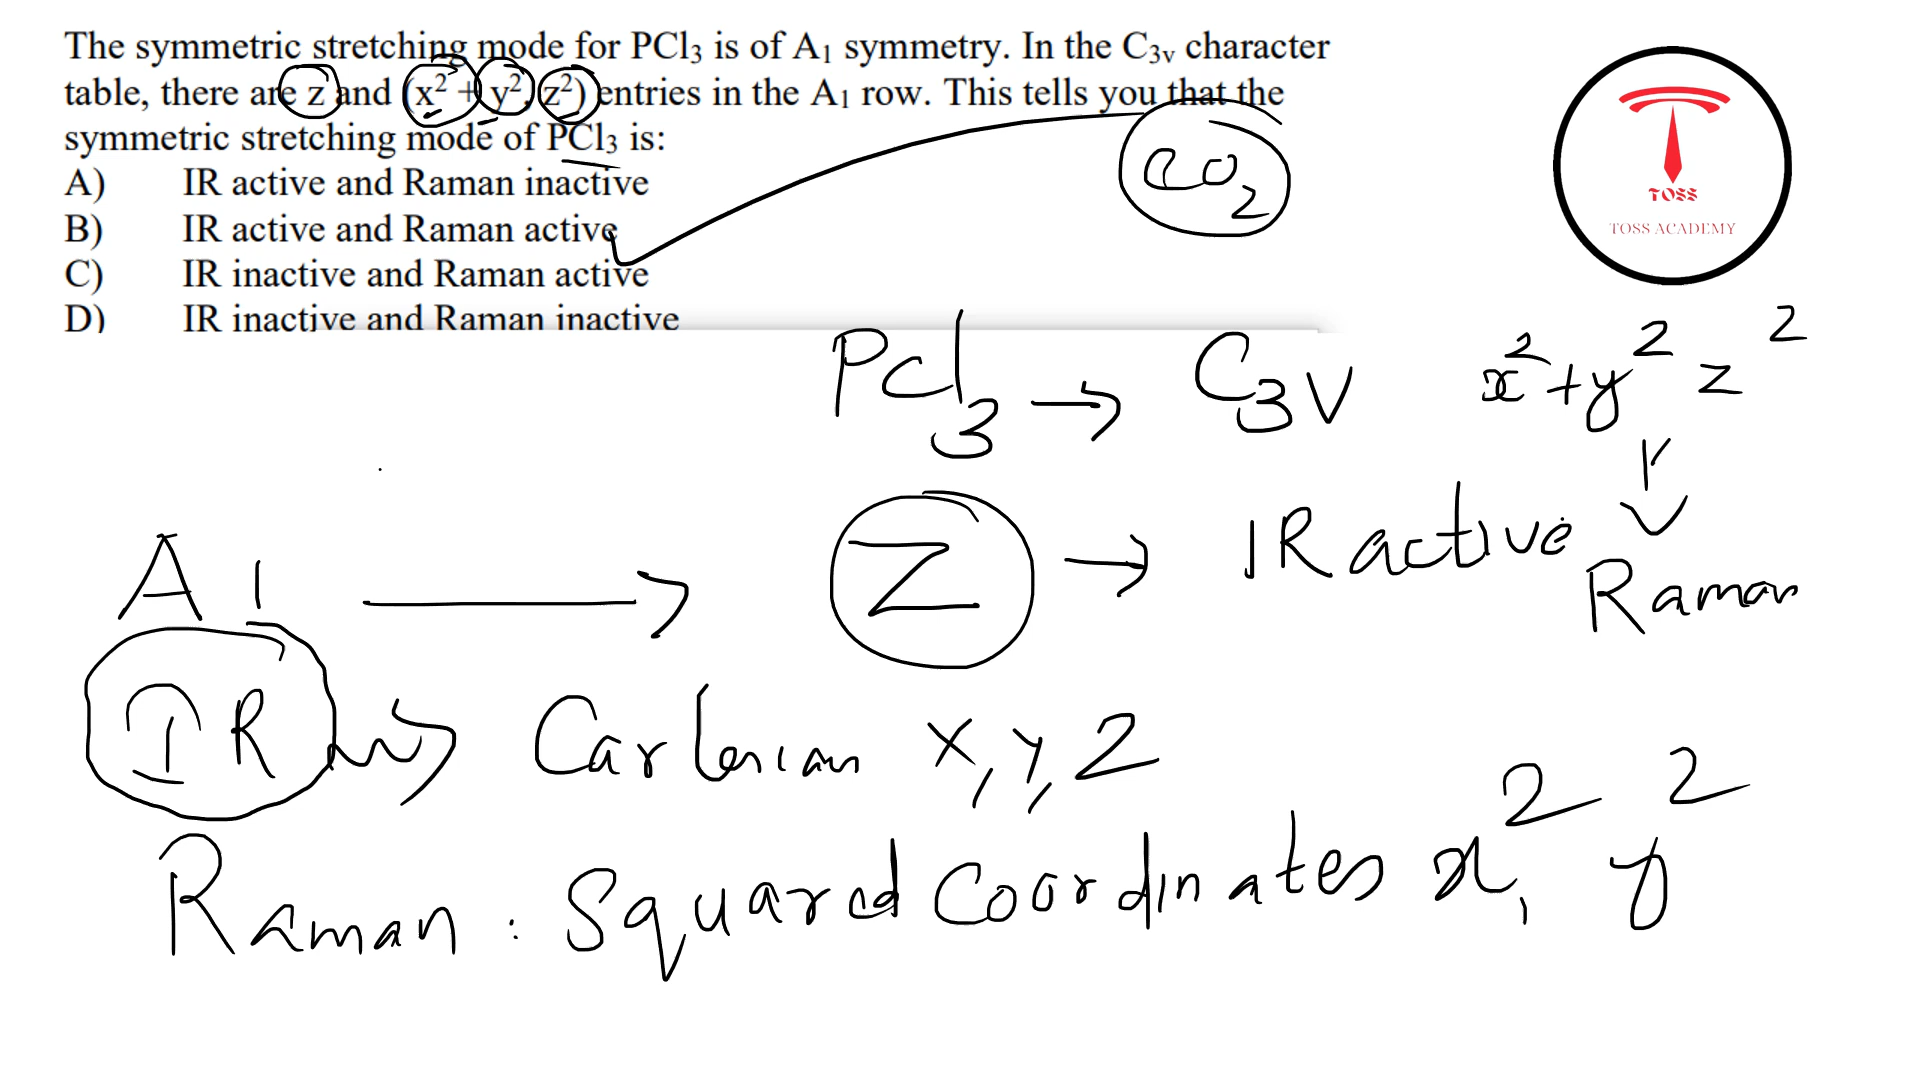 The symmetric stretching mode for PCl3 is of A1 symmetry. In the C3v character
table, there are z and (x² + y², z²) entries in the A1 row. This tells you that the
symmetric stretching mode of PCl3 is:
A) IR active and Raman inactive
B) IR active and Raman active
C) IR inactive and Raman active
D) IR inactive and Raman inactive
CO2
TOSS
TOSS ACADEMY
PCl3 → C3V x²+y² z²
A1 → Z → IR active
Raman
IR → Cartesian x, y, z
Raman : Squared Coordinates x², y²